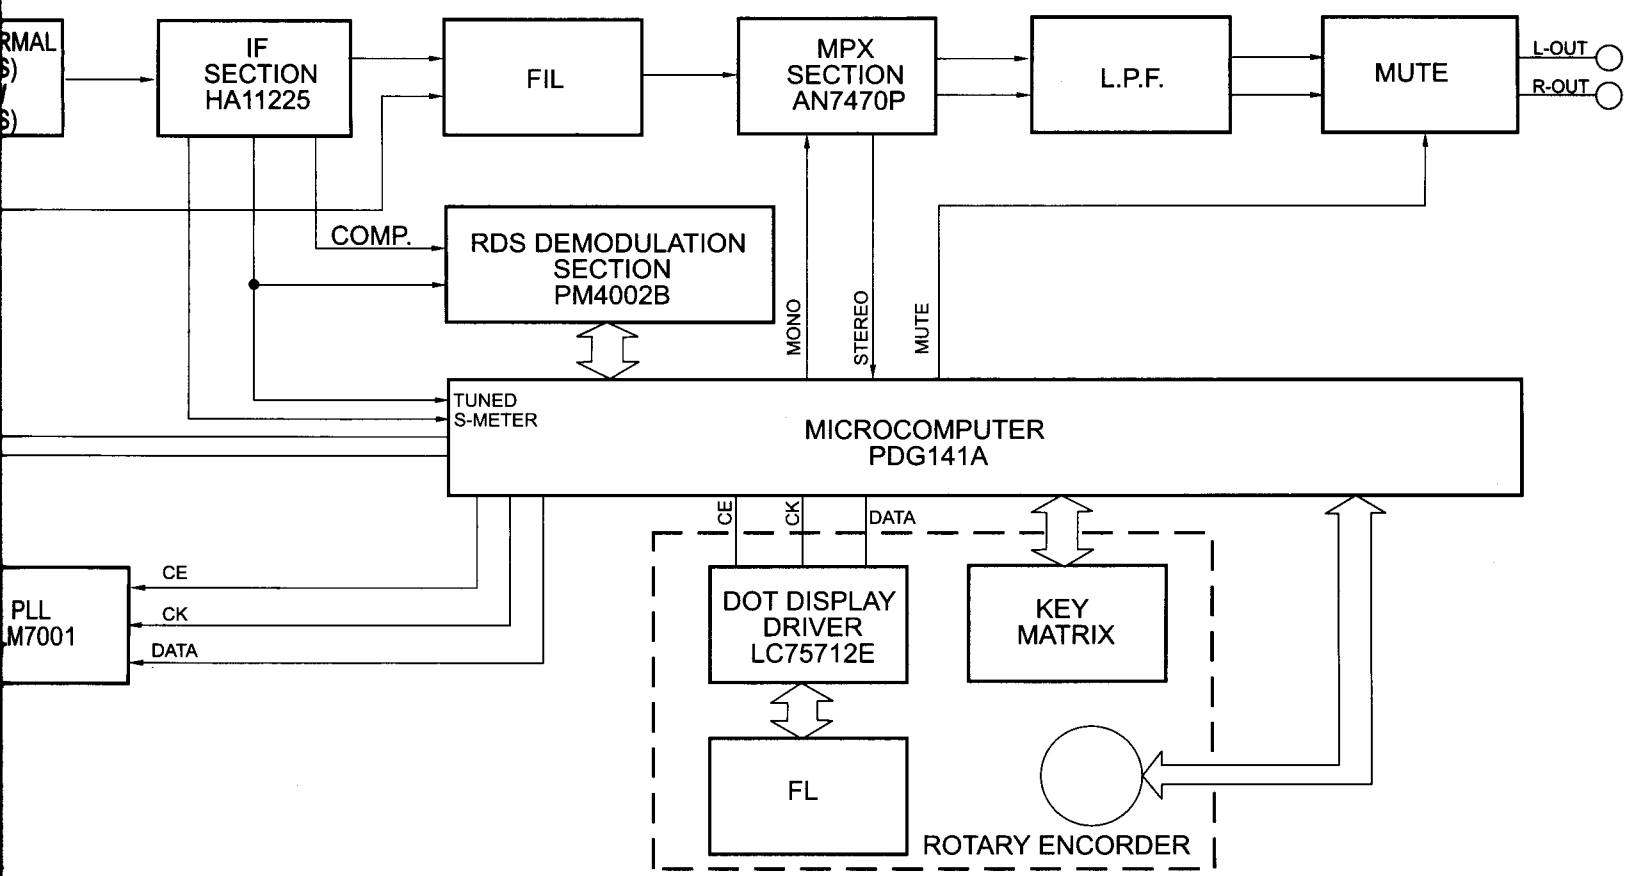 RMAL
S)
S)
IF
SECTION
HA11225
FIL
MPX
SECTION
AN7470P
L.P.F.
MUTE
L-OUT
R-OUT
COMP.
RDS DEMODULATION
SECTION
PM4002B
MONO
STEREO
MUTE
TUNED
S-METER
MICROCOMPUTER
PDG141A
CE
CK
DATA
CE
CK
DATA
PLL
M7001
DOT DISPLAY
DRIVER
LC75712E
KEY
MATRIX
FL
ROTARY ENCORDER